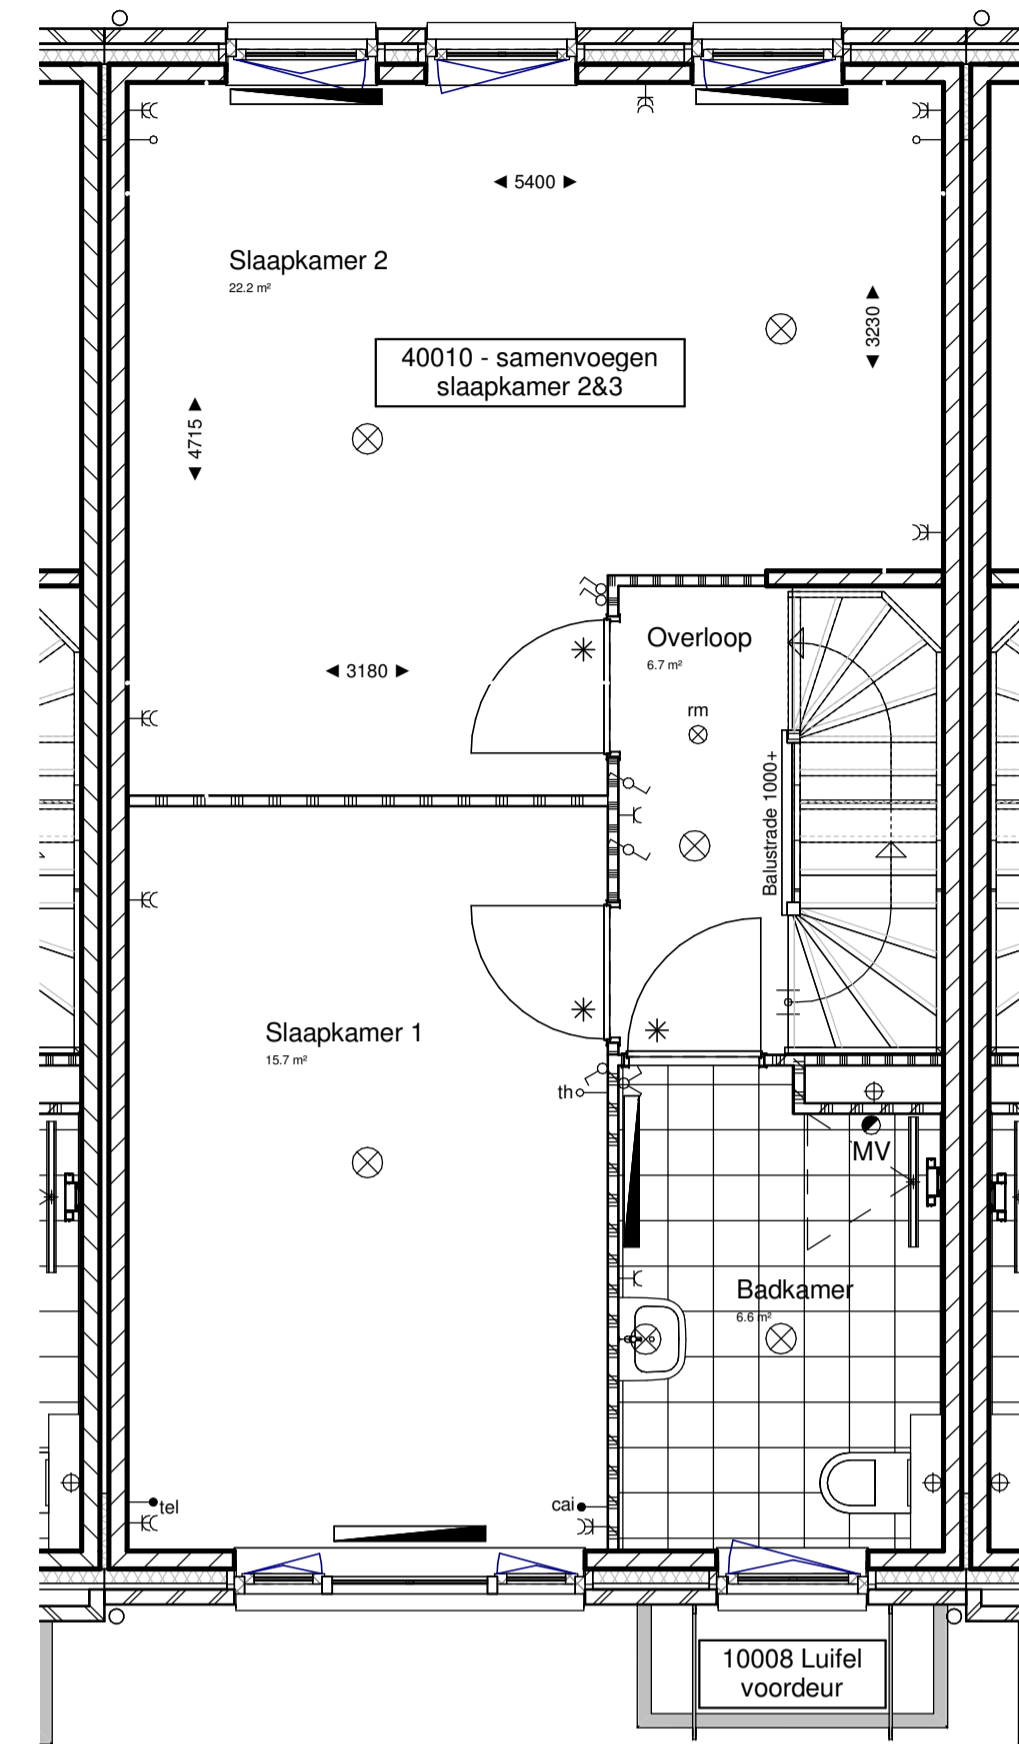 ◄ 5400 ►
Slaapkamer 2
22.2 m²
◄ 3230 ►
40010 - samenvoegen
slaapkamer 2&3
◄ 4715 ►
Overloop
6.7 m²
◄ 3180 ►
rm
Balustrade 1000+
Slaapkamer 1
15.7 m²
th
MV
Badkamer
6.6 m²
tel
cai
10008 Luifel
voordeur